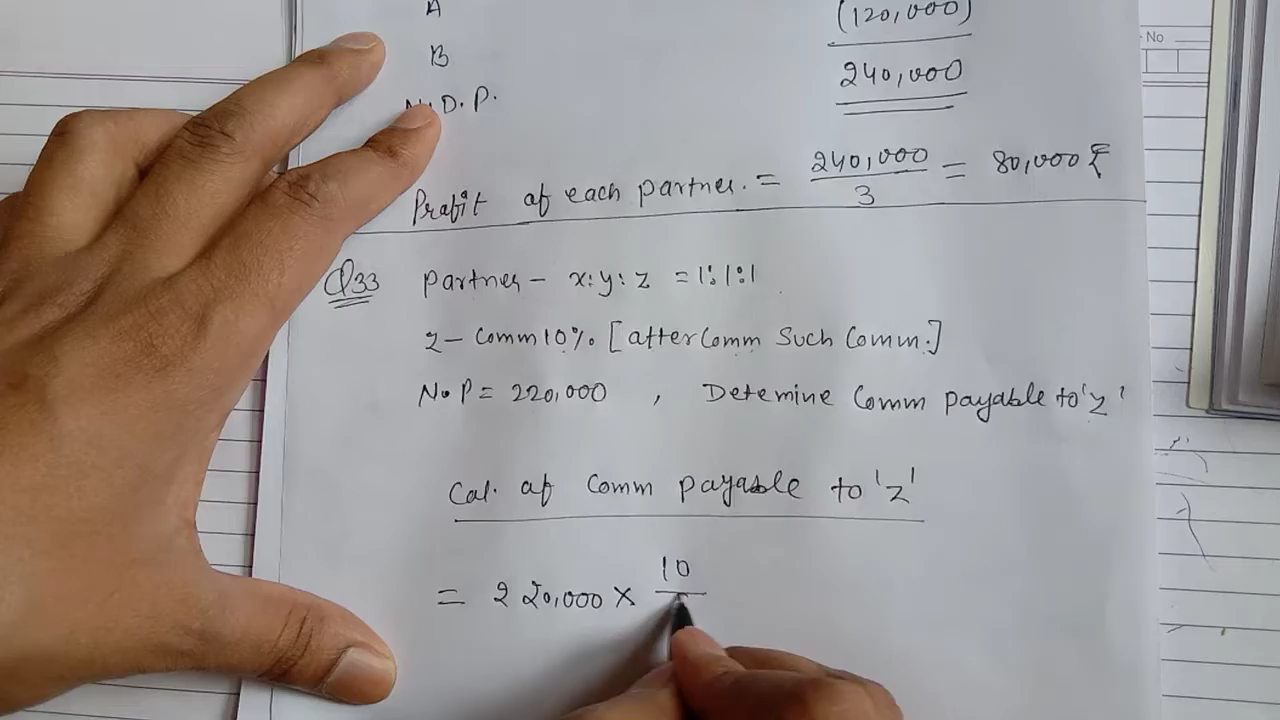 A
(120,000)
B
240,000
N.D.P.
No
Profit of each partner. = 240,000 / 3 = 80,000 ₹
Q33 partner - x:y:z = 1:1:1
z - Comm 10% [after Comm Such Comm.]
N.P = 220,000 , Detemine Comm payable to 'z'
Cal. of Comm payable to 'z'
= 220,000 × 10